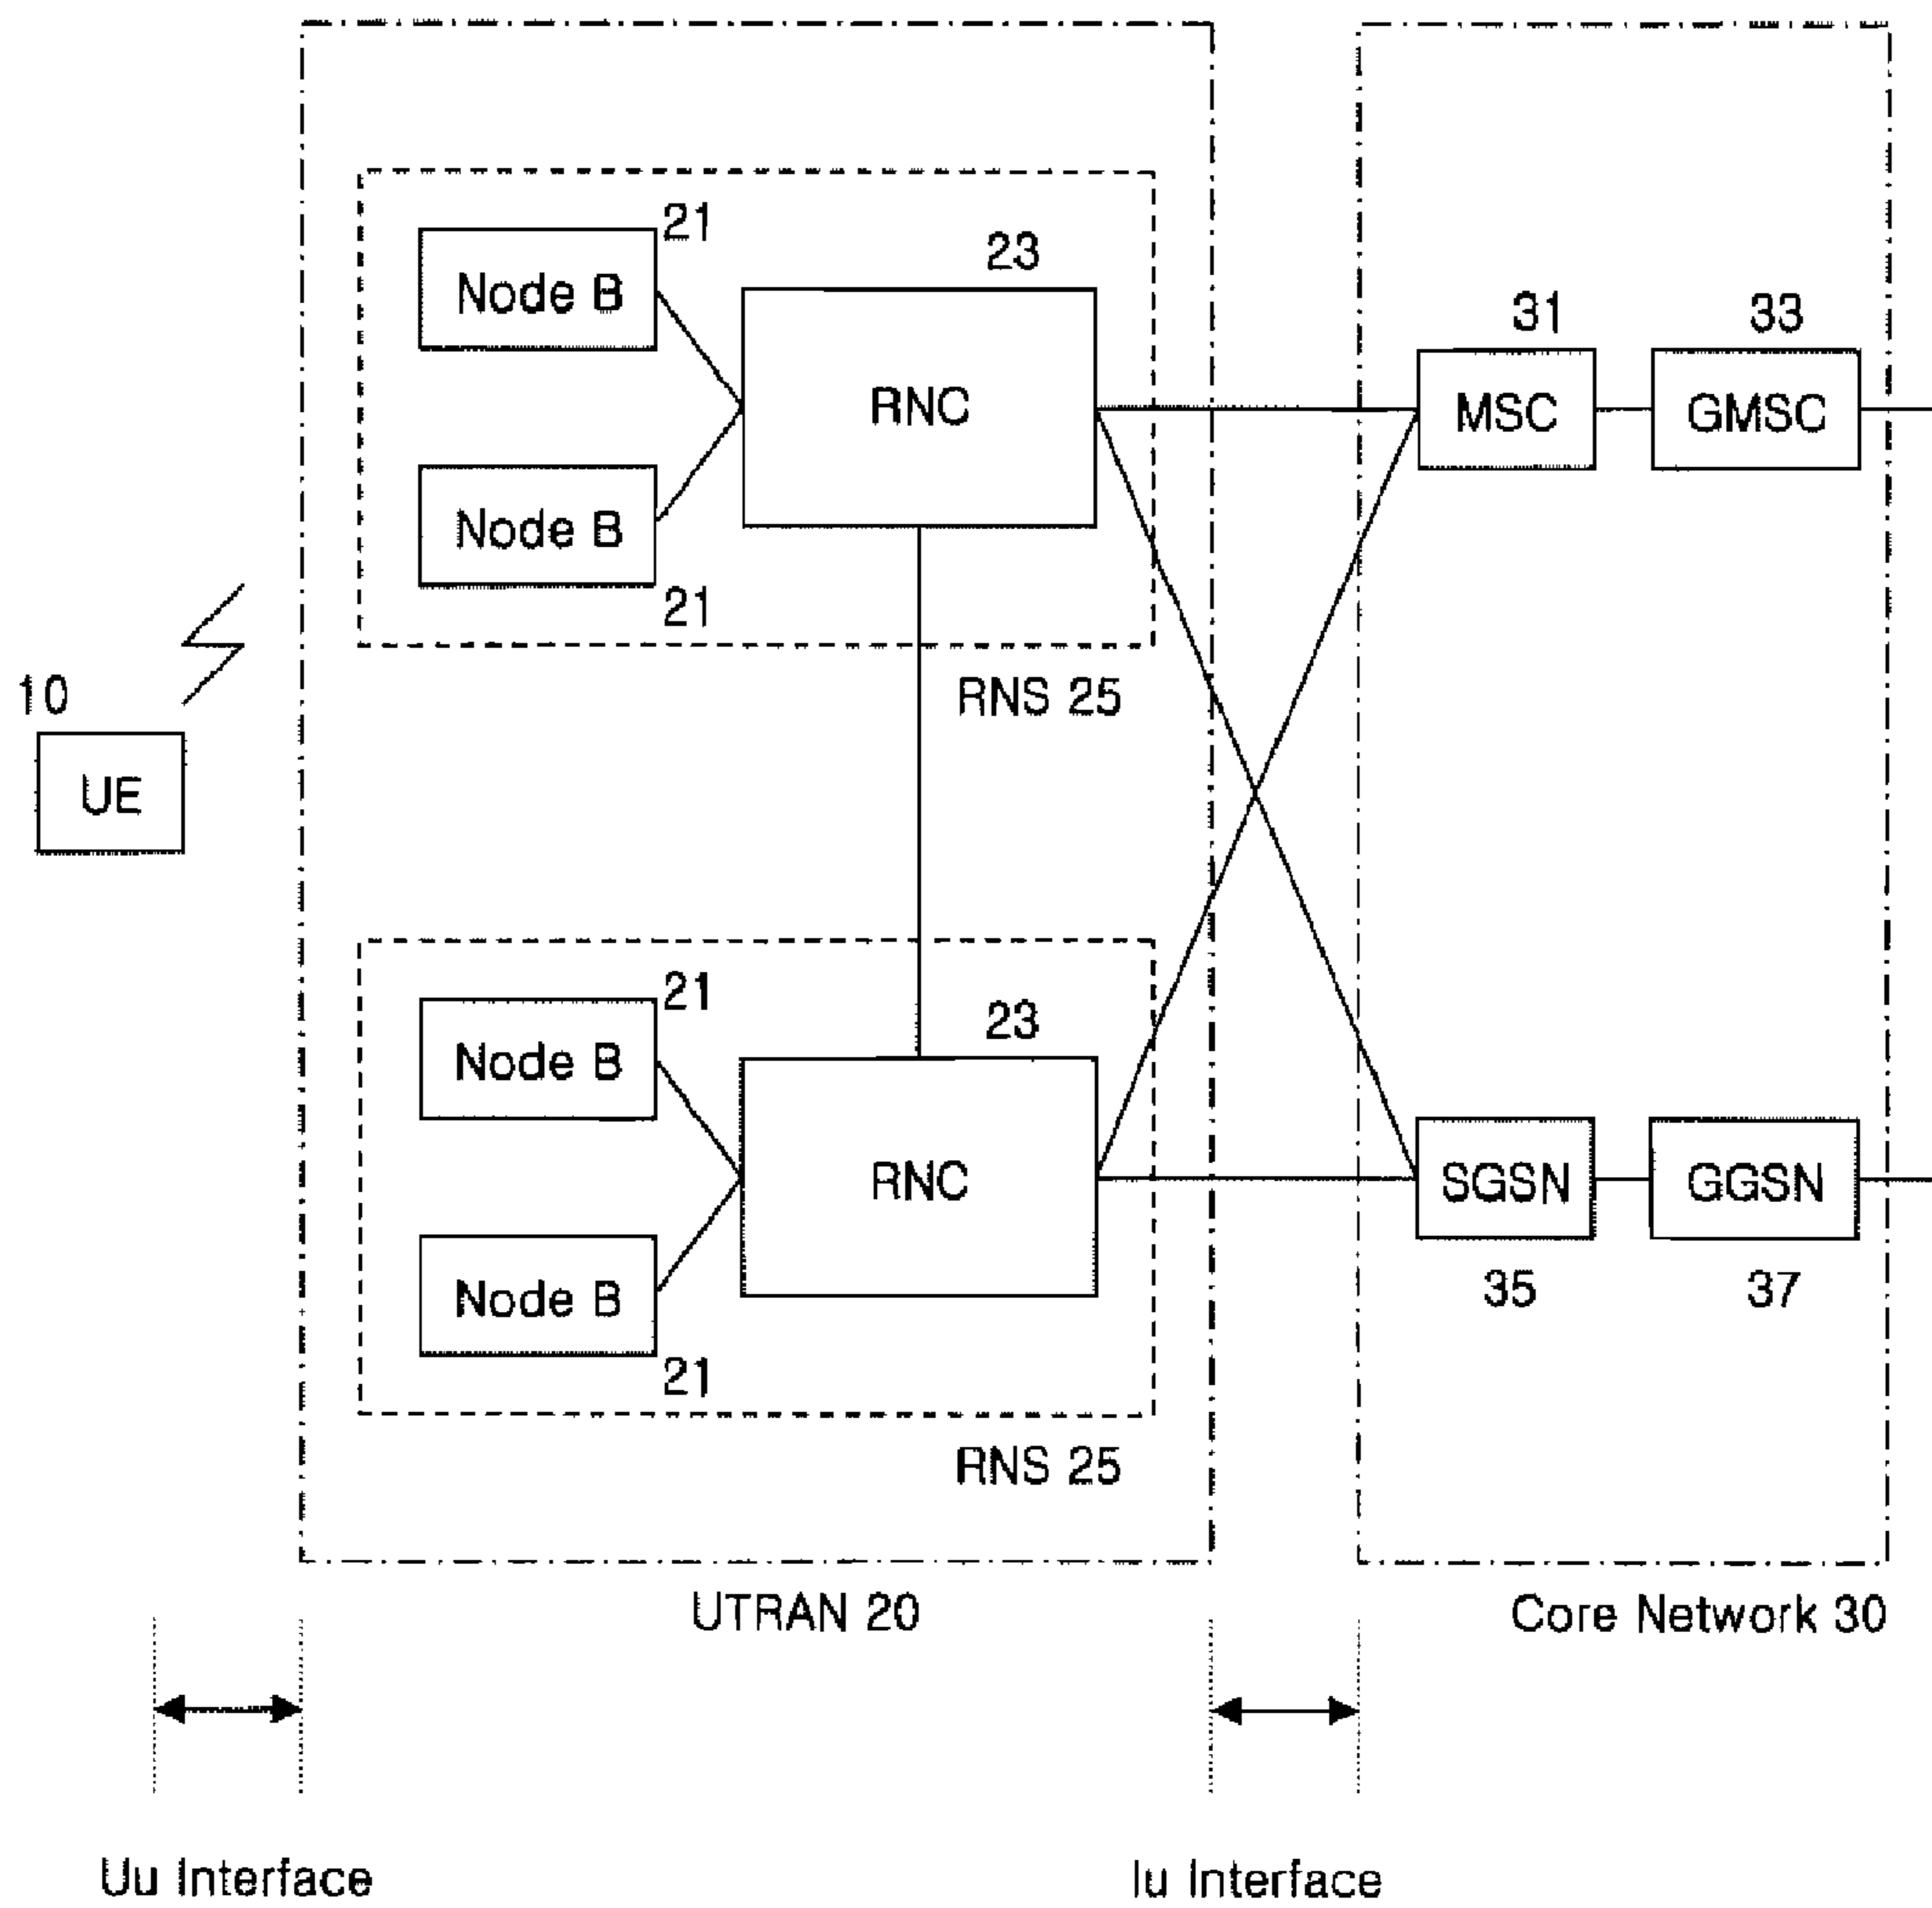 21
Node B
23
RNC
Node B
21
RNS 25
31
MSC
33
GMSC
10
UE
21
Node B
23
RNC
Node B
21
RNS 25
SGSN
35
GGSN
37
UTRAN 20
Core Network 30
Uu Interface
Iu Interface